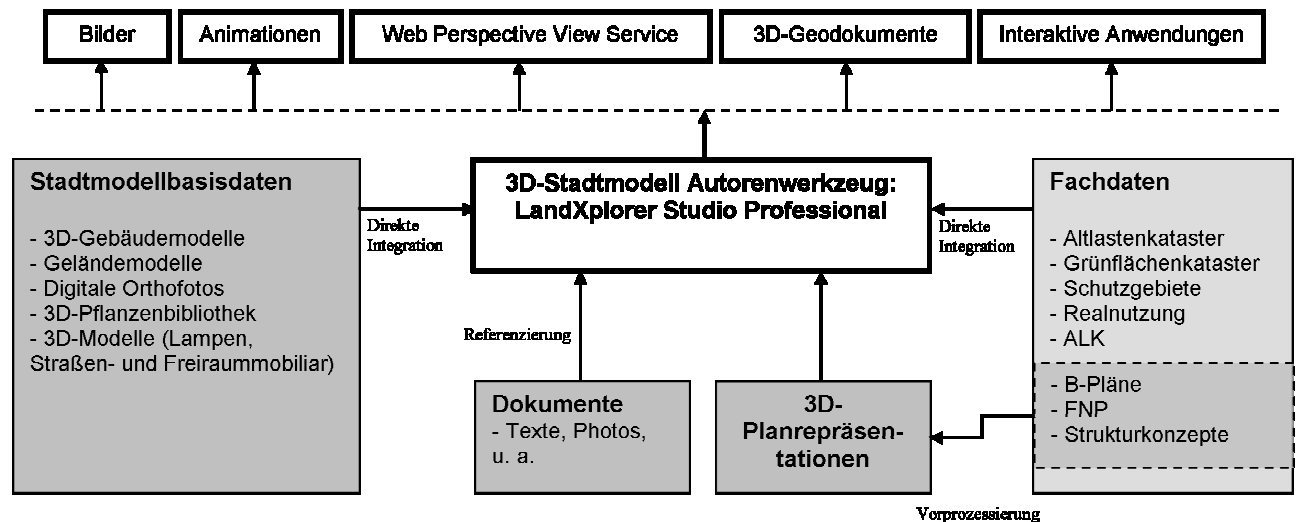 Bilder
Animationen
Web Perspective View Service
3D-Geodokumente
Interaktive Anwendungen
Stadtmodellbasisdaten
- 3D-Gebäudemodelle
- Geländemodelle
- Digitale Orthofotos
- 3D-Pflanzenbibliothek
- 3D-Modelle (Lampen,
Straßen- und Freiraummobiliar)
Direkte
Integration
3D-Stadtmodell Autorenwerkzeug:
LandXplorer Studio Professional
Direkte
Integration
Fachdaten
- Altlastenkataster
- Grünflächenkataster
- Schutzgebiete
- Realnutzung
- ALK
- B-Pläne
- FNP
- Strukturkonzepte
Referenzierung
Dokumente
- Texte, Photos,
u. a.
3D-
Planrepräsen-
tationen
Vorprozessierung